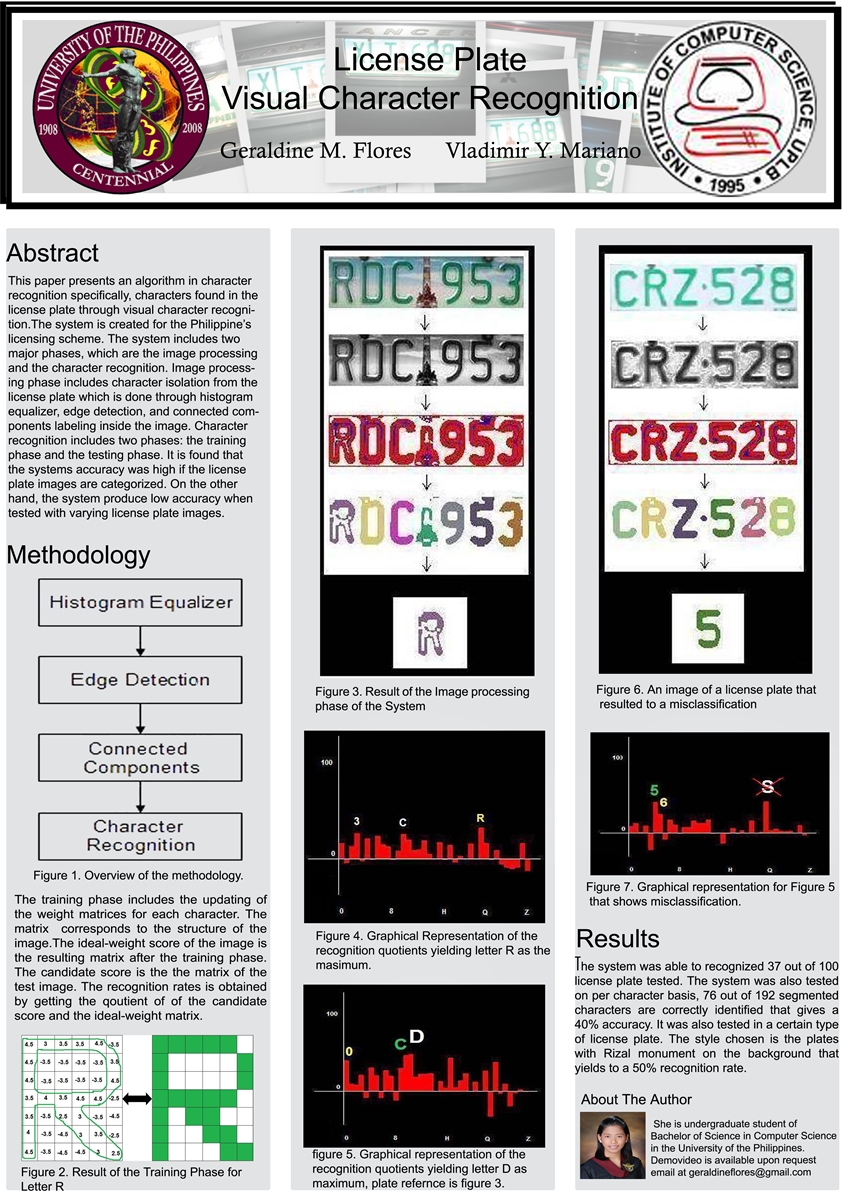 UNIVERSITY OF THE PHILIPPINES
1908
2008
CENTENNIAL
License Plate
Visual Character Recognition
Geraldine M. Flores Vladimir Y. Mariano
INSTITUTE OF COMPUTER SCIENCE, UPLB
• 1995 •
Abstract
This paper presents an algorithm in character
recognition specifically, characters found in the
license plate through visual character recogni-
tion.The system is created for the Philippine's
licensing scheme. The system includes two
major phases, which are the image processing
and the character recognition. Image process-
ing phase includes character isolation from the
license plate which is done through histogram
equalizer, edge detection, and connected com-
ponents labeling inside the image. Character
recognition includes two phases: the training
phase and the testing phase. It is found that
the systems accuracy was high if the license
plate images are categorized. On the other
hand, the system produce low accuracy when
tested with varying license plate images.
Methodology
Histogram Equalizer
Edge Detection
Connected
Components
Character
Recognition
Figure 1. Overview of the methodology.
The training phase includes the updating of
the weight matrices for each character. The
matrix corresponds to the structure of the
image.The ideal-weight score of the image is
the resulting matrix after the training phase.
The candidate score is the the matrix of the
test image. The recognition rates is obtained
by getting the qoutient of of the candidate
score and the ideal-weight matrix.
4.5 3 3.5 3.5 4.5 -3.5
4.5 -3.5 -3.5 -3.5 -3.5 3.5
4.5 -3.5 -3.5 -3.5 -3.5 4.5
3.5 4 3.5 4.5 4.5 -2.5
3.5 -3.5 2.5 3 -3.5 -4.5
4 -3.5 -4.5 3 -4.5
4.5 -3.5 -4.5 -4.5 3.5 2.5
Figure 2. Result of the Training Phase for
Letter R
RDC 953
RDC 953
RDC 953
RDC 953
R
Figure 3. Result of the Image processing
phase of the System
100
3 C R
0
0 8 H Q Z
Figure 4. Graphical Representation of the
recognition quotients yielding letter R as the
masimum.
100
0 C D
0
0 8 H Q Z
figure 5. Graphical representation of the
recognition quotients yielding letter D as
maximum, plate refernce is figure 3.
CRZ·528
CRZ·528
CRZ·528
CRZ·528
5
Figure 6. An image of a license plate that
resulted to a misclassification
100
5 6 S
0
0 8 H Q Z
Figure 7. Graphical representation for Figure 5
that shows misclassification.
Results
The system was able to recognized 37 out of 100
license plate tested. The system was also tested
on per character basis, 76 out of 192 segmented
characters are correctly identified that gives a
40% accuracy. It was also tested in a certain type
of license plate. The style chosen is the plates
with Rizal monument on the background that
yields to a 50% recognition rate.
About The Author
She is undergraduate student of
Bachelor of Science in Computer Science
in the University of the Philippines.
Demovideo is available upon request
email at geraldineflores@gmail.com